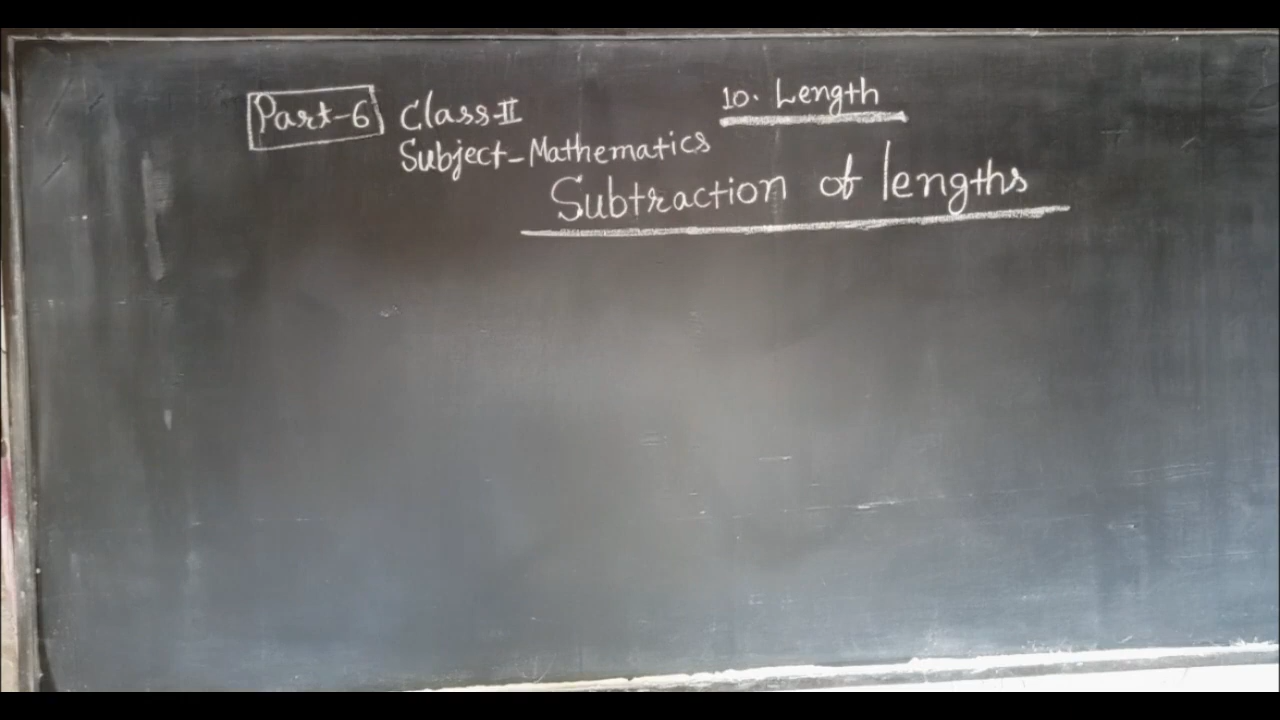 Part-6 Class-II
10. Length
Subject-Mathematics
Subtraction of lengths